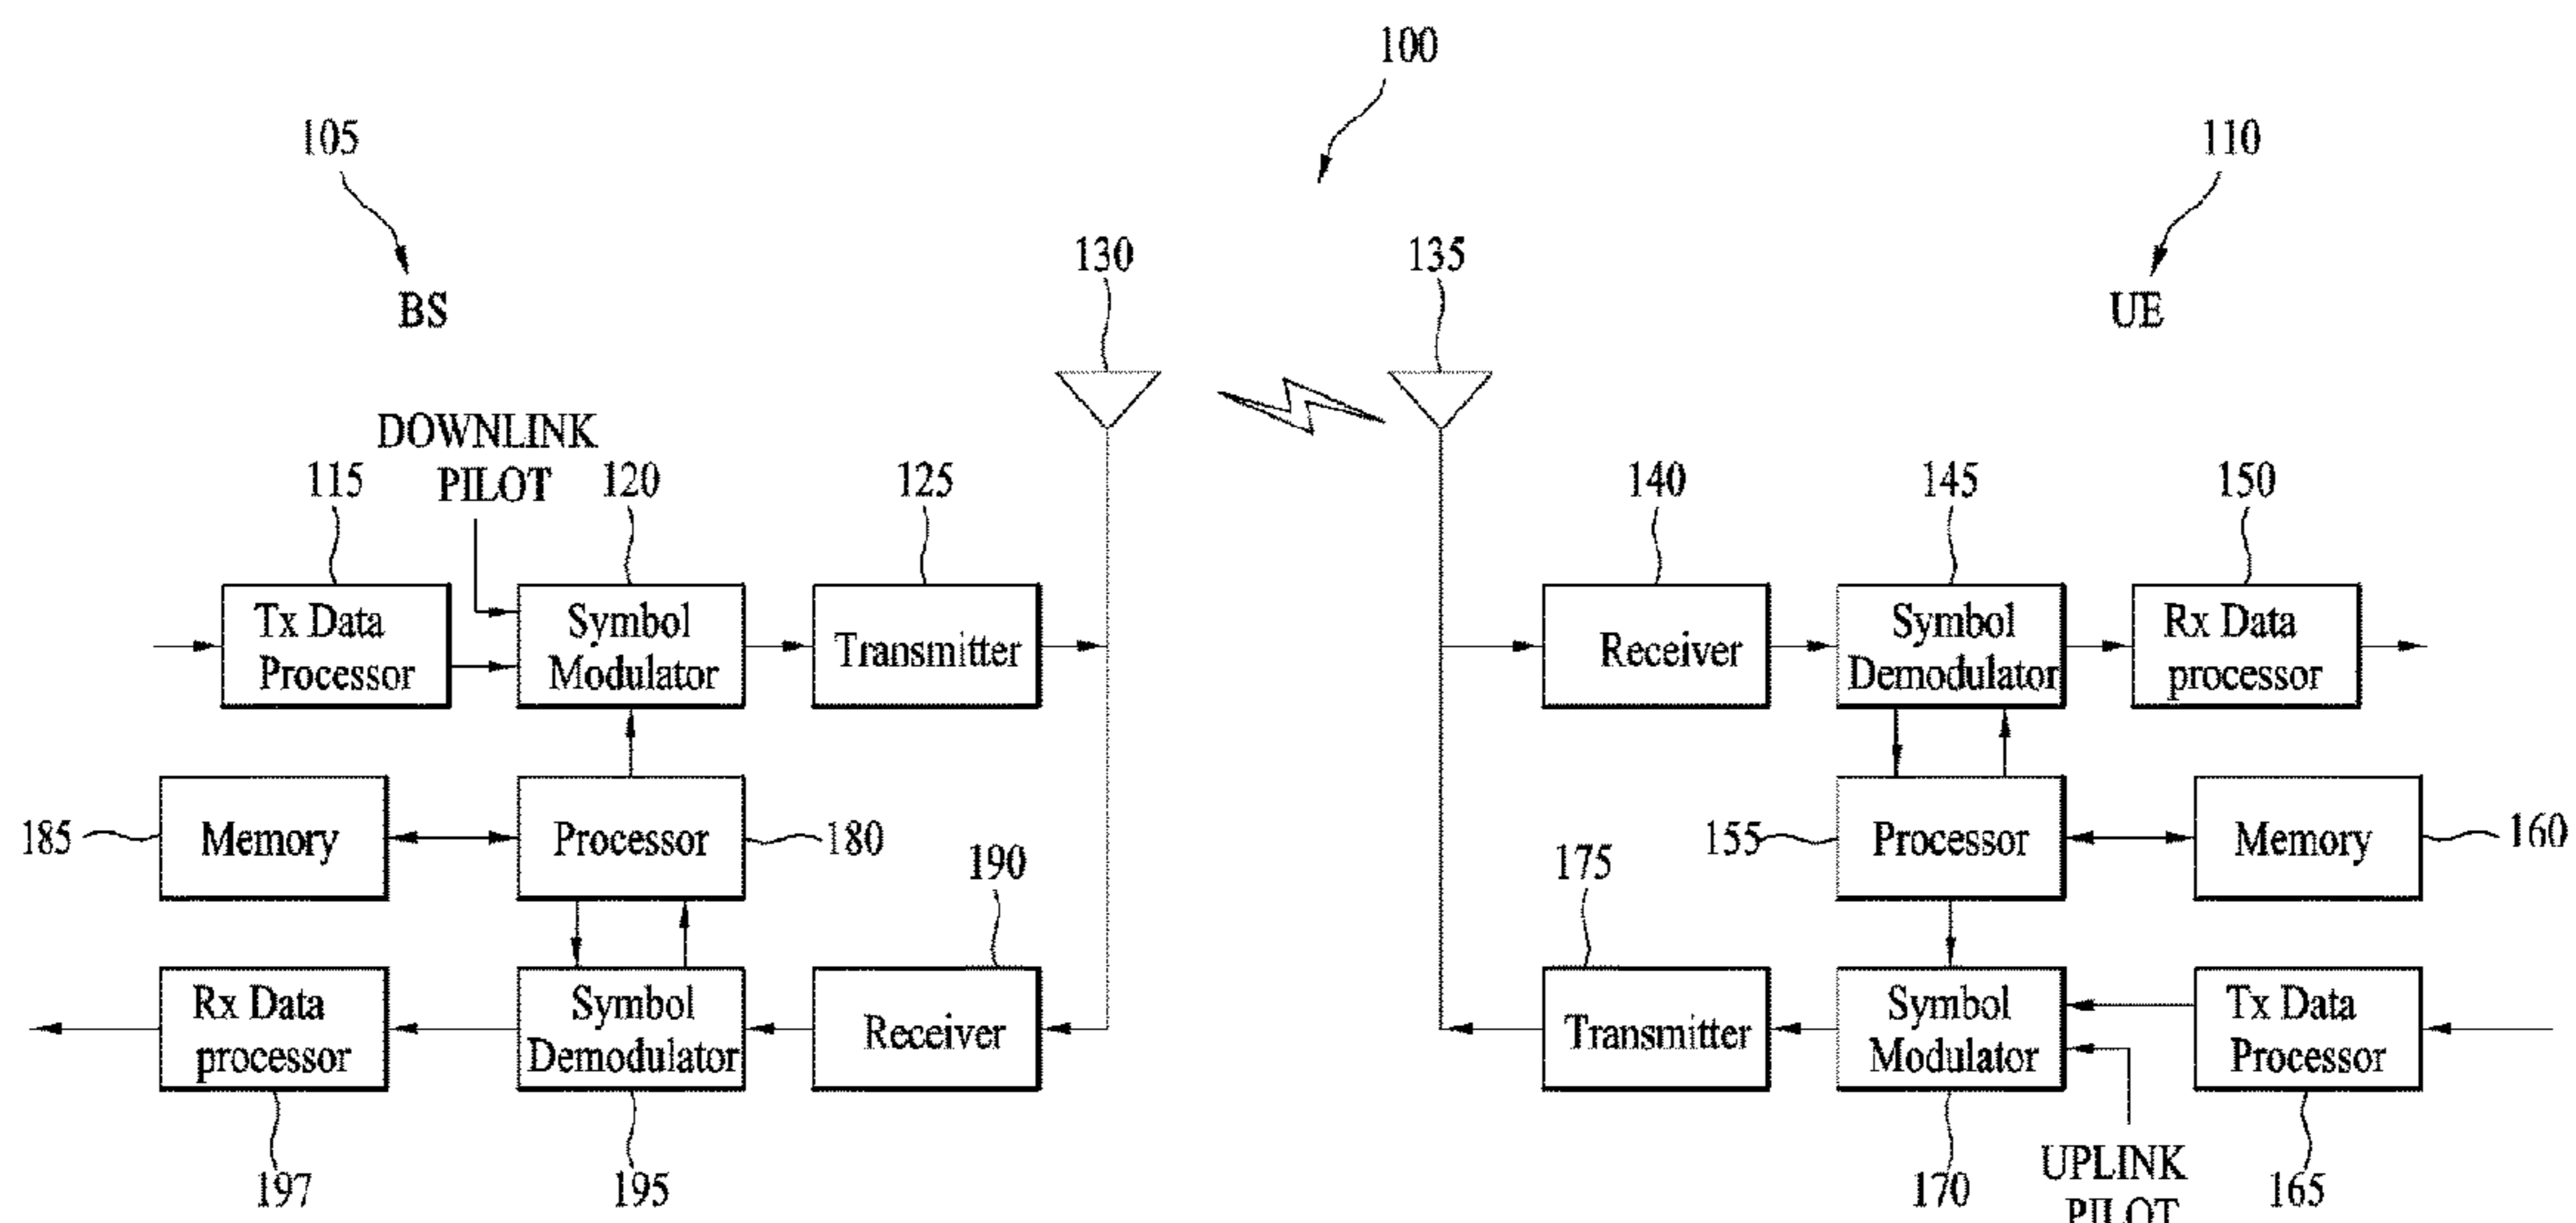 100
105
110
BS
130
135
UE
DOWNLINK
PILOT
115
120
125
140
145
150
Tx Data
Processor
Symbol
Modulator
Transmitter
Receiver
Symbol
Demodulator
Rx Data
processor
185
Memory
Processor
180
190
175
155
Processor
Memory
160
Rx Data
processor
Symbol
Demodulator
Receiver
Transmitter
Symbol
Modulator
Tx Data
Processor
197
195
170
UPLINK
PILOT
165